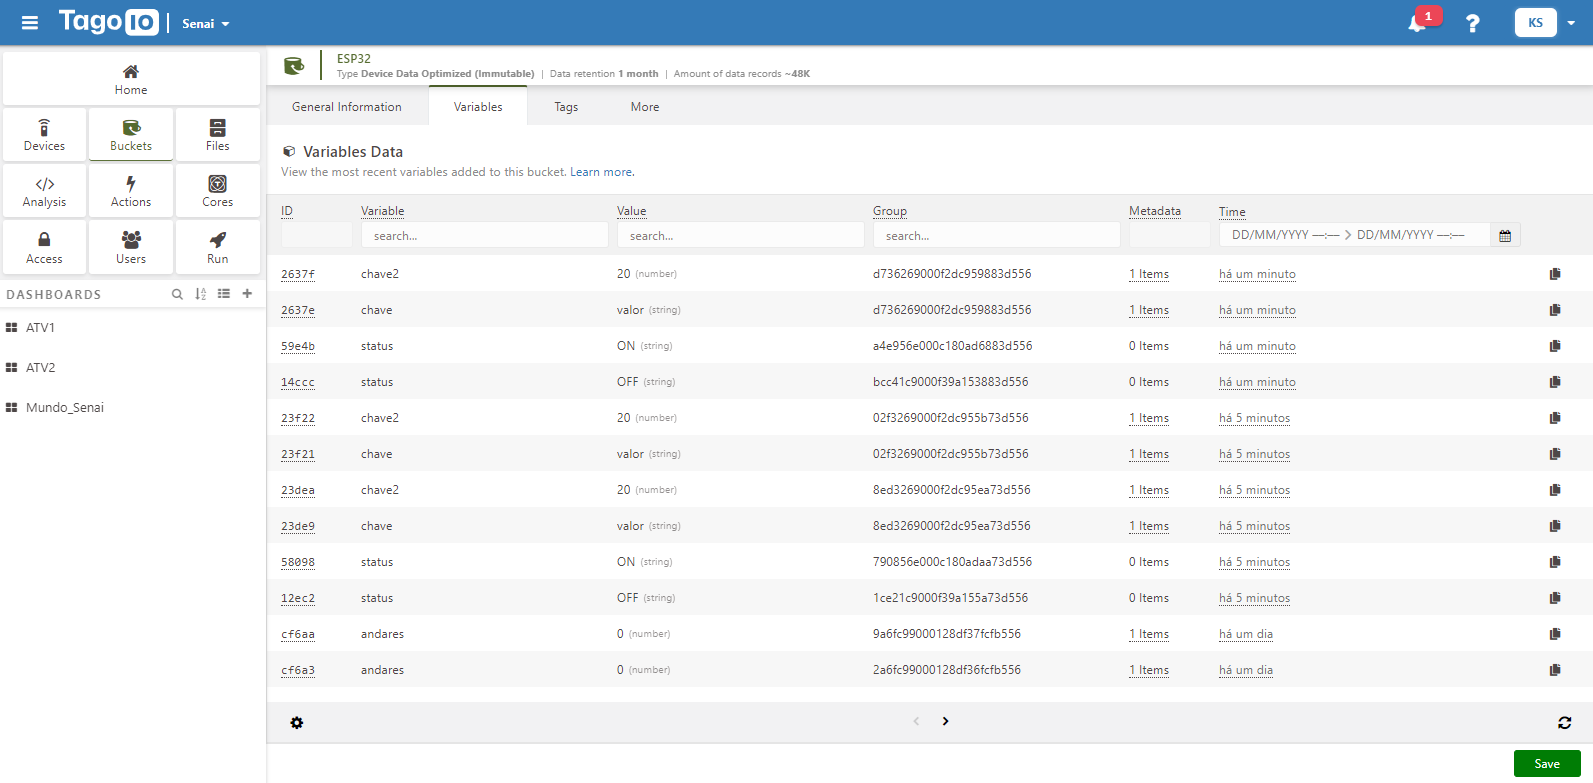 Tago IO Senai 1 ? KS
Home
Devices Buckets Files
Analysis Actions Cores
Access Users Run
DASHBOARDS
ATV1
ATV2
Mundo_Senai
ESP32
Type Device Data Optimized (Immutable) | Data retention 1 month | Amount of data records ~48K
General Information Variables Tags More
Variables Data
View the most recent variables added to this bucket. Learn more.
ID Variable Value Group Metadata Time
search... search... search... DD/MM/YYYY --:-- > DD/MM/YYYY --:--
2637f chave2 20 (number) d736269000f2dc959883d556 1 Items há um minuto
2637e chave valor (string) d736269000f2dc959883d556 1 Items há um minuto
59e4b status ON (string) a4e956e000c180ad6883d556 0 Items há um minuto
14ccc status OFF (string) bcc41c9000f39a153883d556 0 Items há um minuto
23f22 chave2 20 (number) 02f3269000f2dc955b73d556 1 Items há 5 minutos
23f21 chave valor (string) 02f3269000f2dc955b73d556 1 Items há 5 minutos
23dea chave2 20 (number) 8ed3269000f2dc95ea73d556 1 Items há 5 minutos
23de9 chave valor (string) 8ed3269000f2dc95ea73d556 1 Items há 5 minutos
58098 status ON (string) 790856e000c180adaa73d556 0 Items há 5 minutos
12ec2 status OFF (string) 1ce21c9000f39a155a73d556 0 Items há 5 minutos
cf6aa andares 0 (number) 9a6fc99000128df37fcfb556 1 Items há um dia
cf6a3 andares 0 (number) 2a6fc99000128df36fcfb556 1 Items há um dia
Save